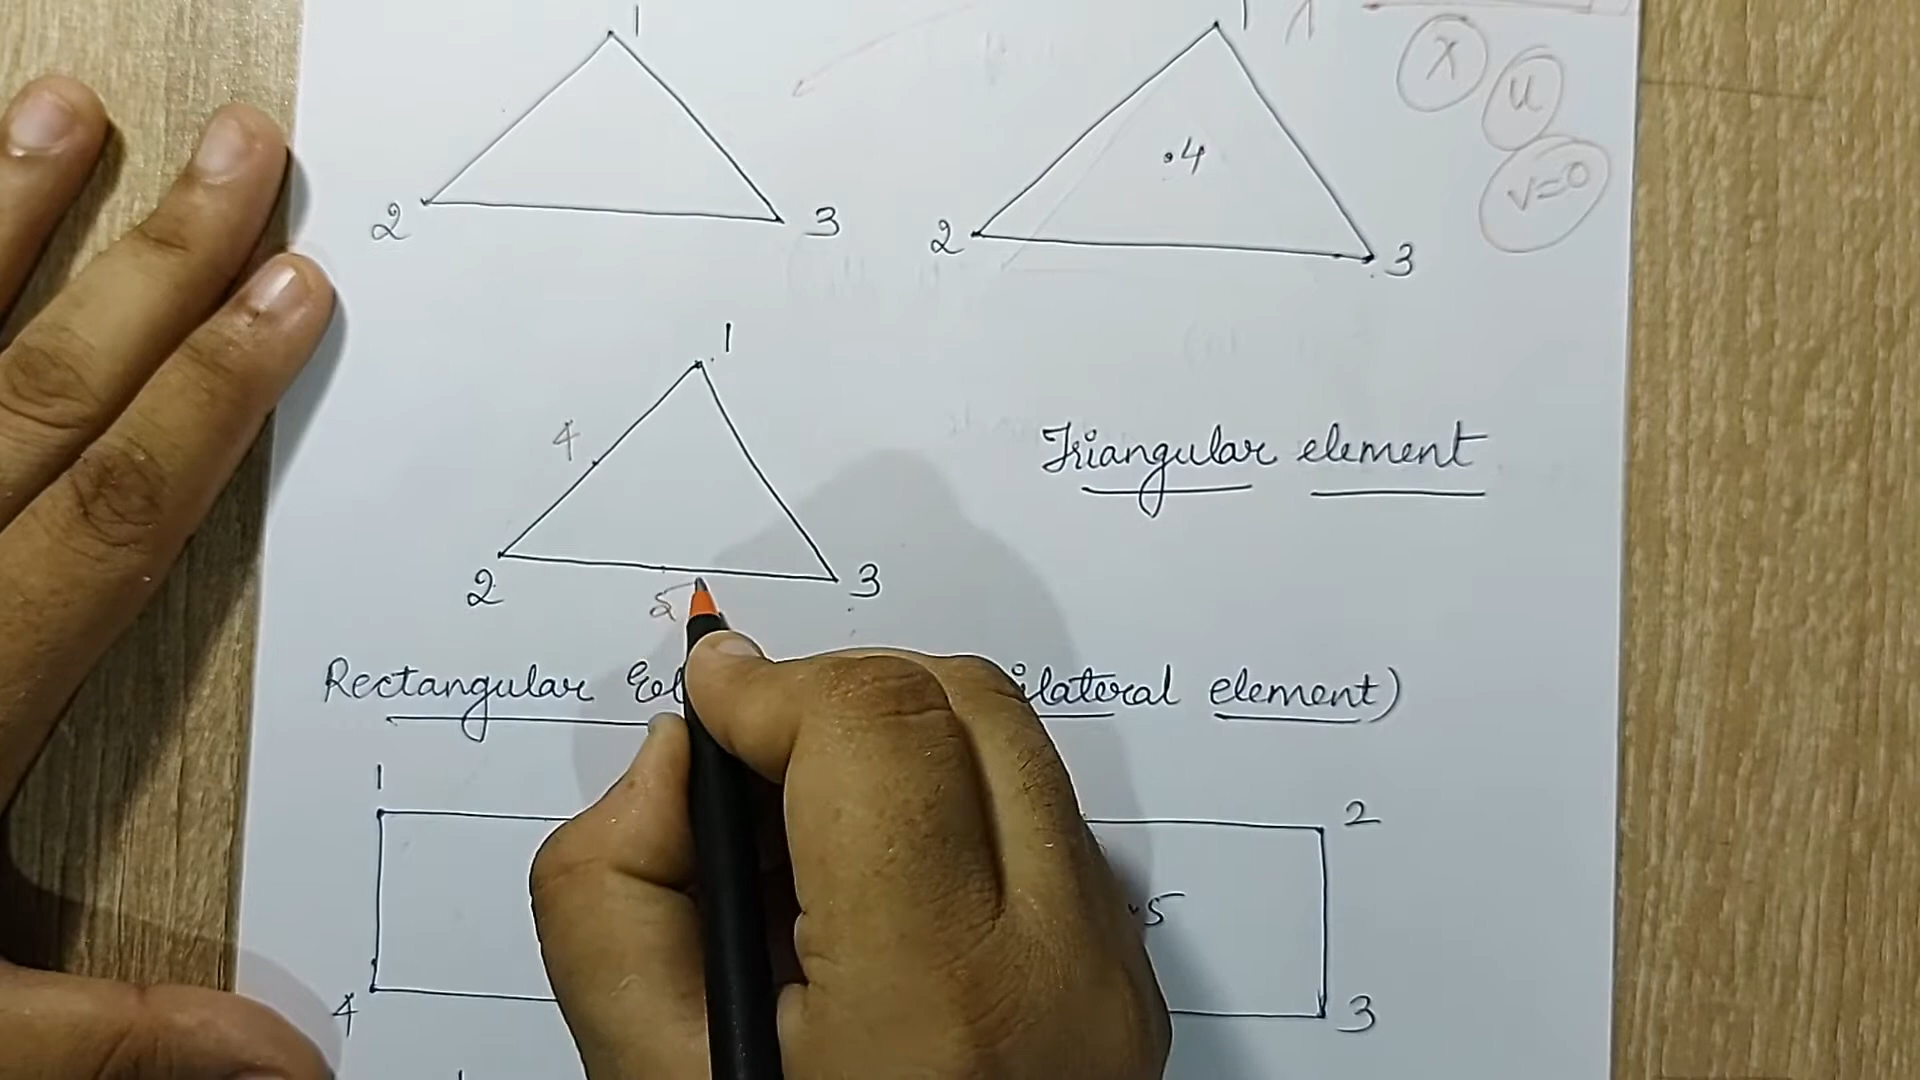 1
1
λ
u
v=0
.4
2
3
2
3
1
4
Triangular element
2
5
3
Rectangular
element)
1
2
.5
4
3